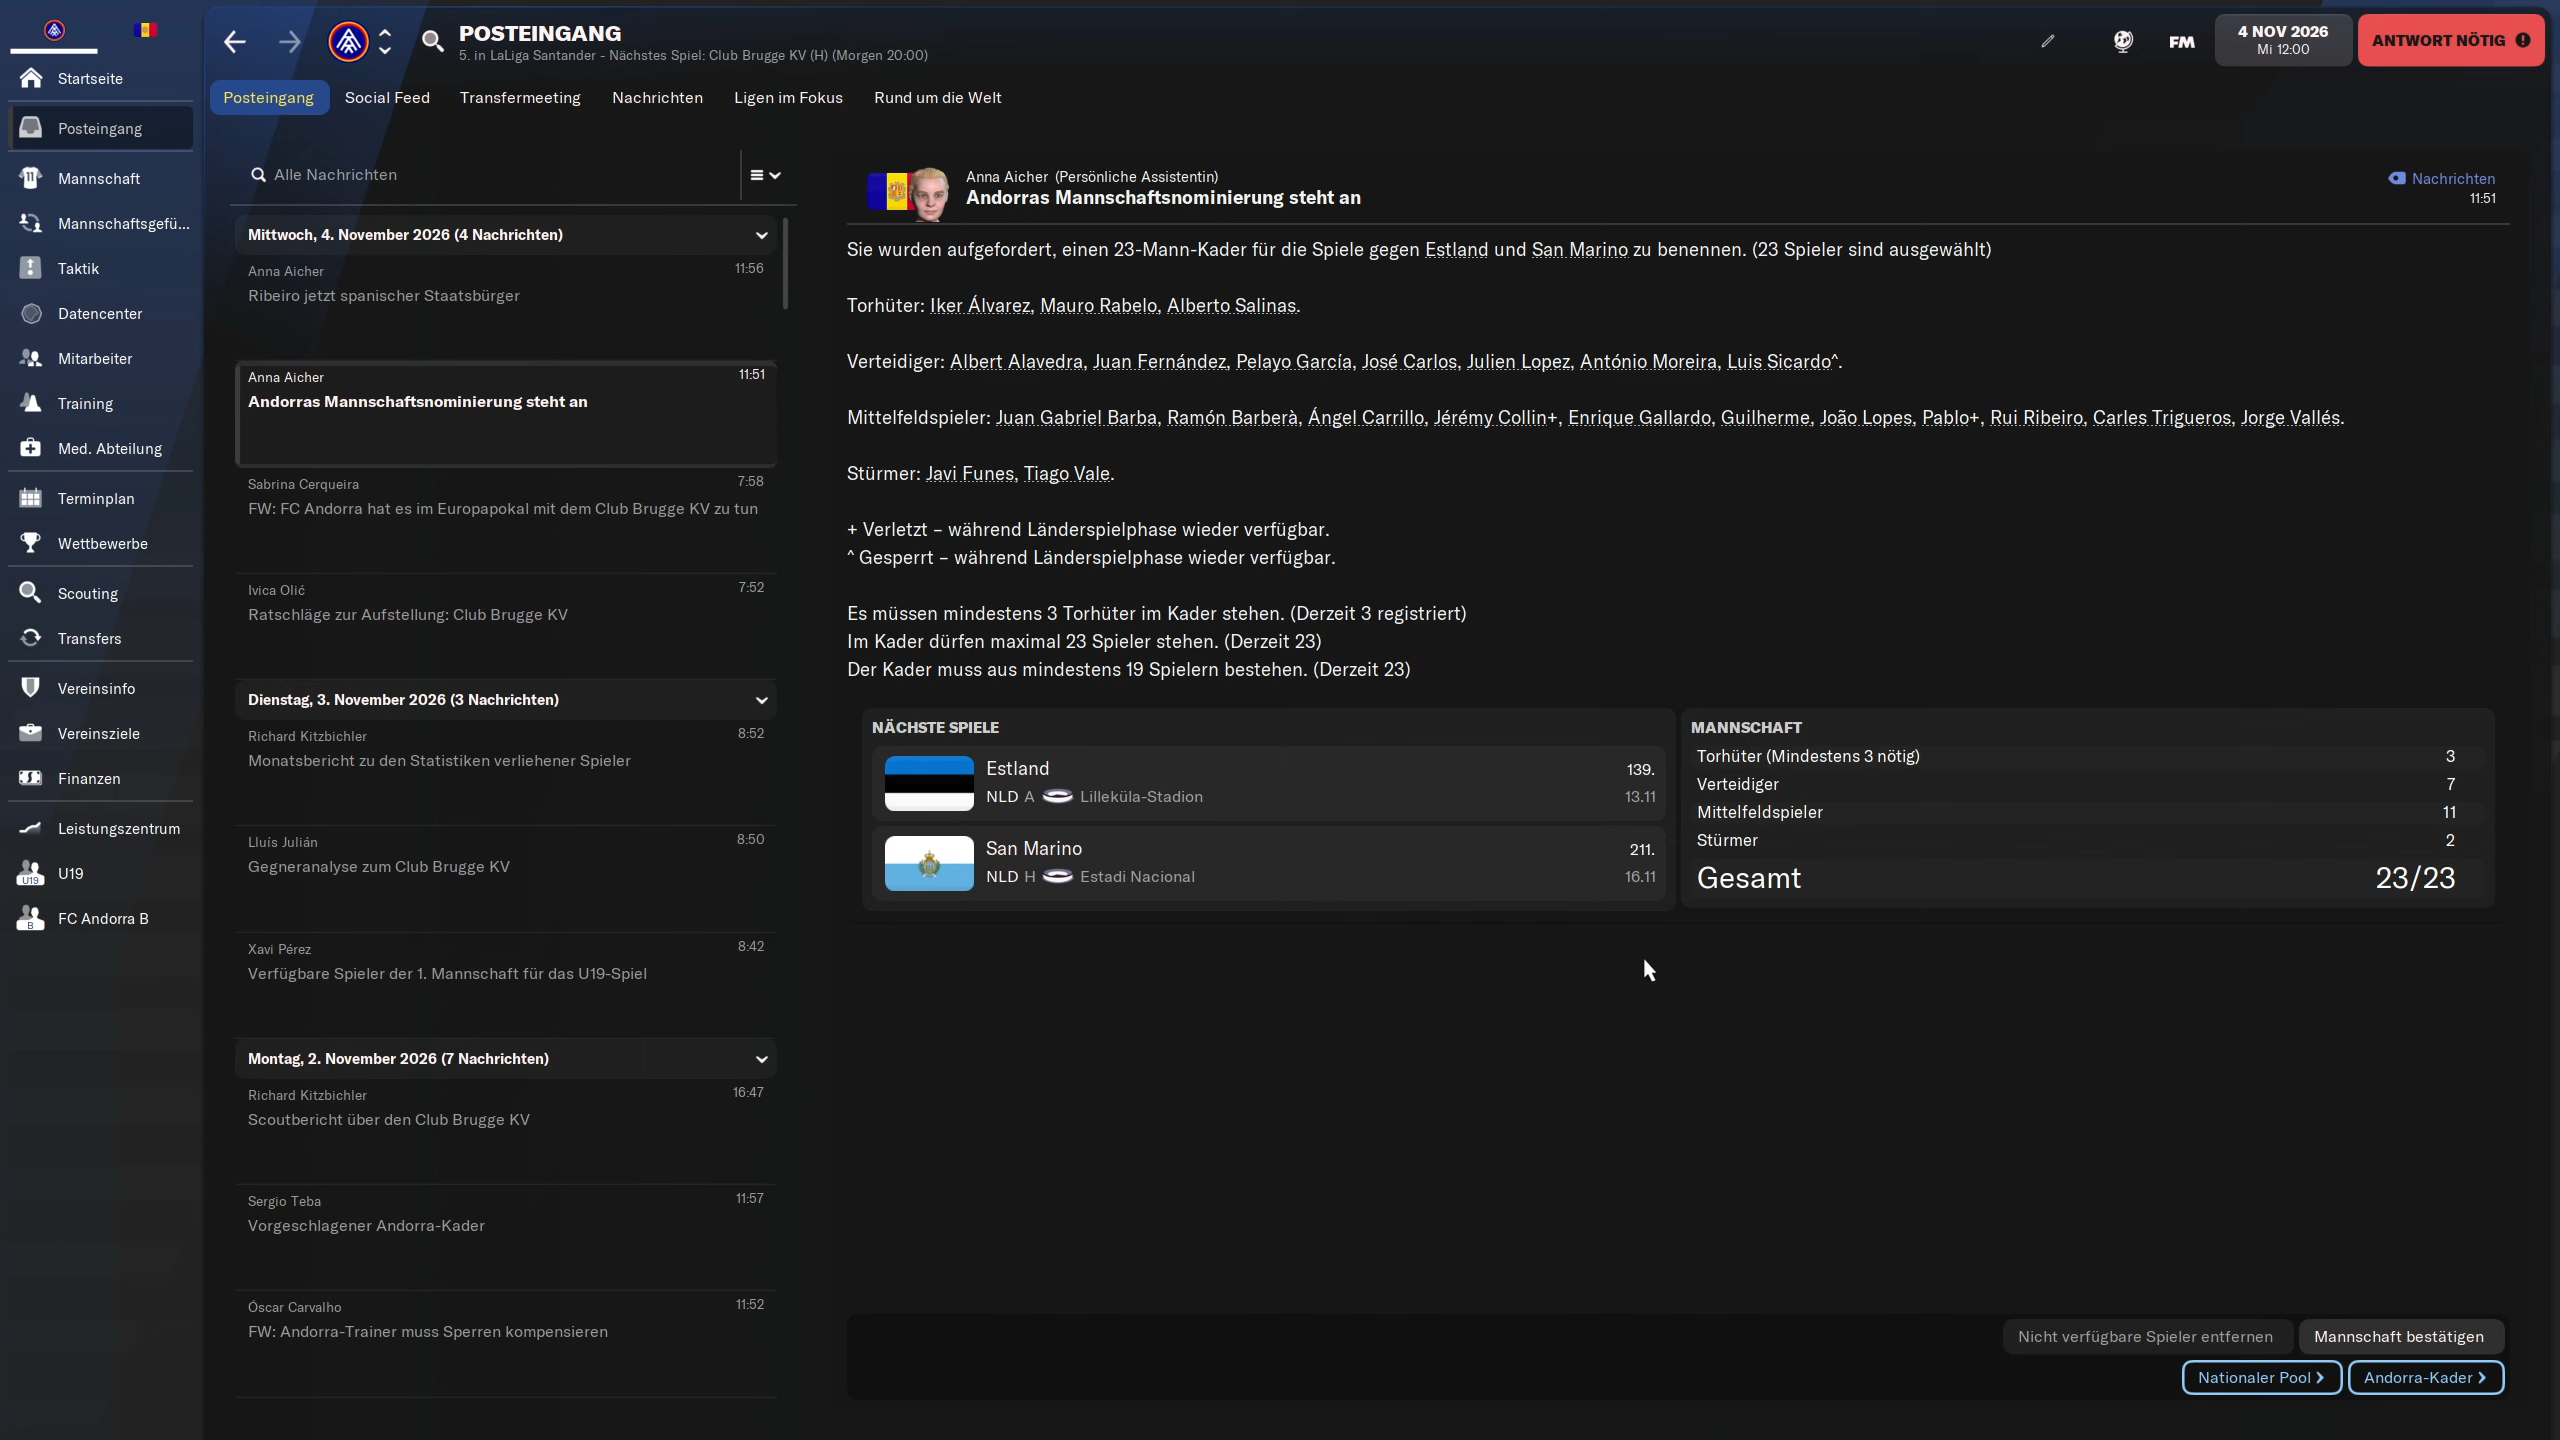 POSTEINGANG
5. in LaLiga Santander - Nächstes Spiel: Club Brugge KV (H) (Morgen 20:00)
FM
4 NOV 2026
Mi 12:00
ANTWORT NÖTIG
Startseite
Posteingang
Mannschaft
Mannschaftsgefü...
Taktik
Datencenter
Mitarbeiter
Training
Med. Abteilung
Terminplan
Wettbewerbe
Scouting
Transfers
Vereinsinfo
Vereinsziele
Finanzen
Leistungszentrum
U19
U19
B
FC Andorra B
Posteingang
Social Feed
Transfermeeting
Nachrichten
Ligen im Fokus
Rund um die Welt
Alle Nachrichten
Mittwoch, 4. November 2026 (4 Nachrichten)
Anna Aicher 11:56
Ribeiro jetzt spanischer Staatsbürger
Anna Aicher 11:51
Andorras Mannschaftsnominierung steht an
Sabrina Cerqueira 7:58
FW: FC Andorra hat es im Europapokal mit dem Club Brugge KV zu tun
Ivica Olić 7:52
Ratschläge zur Aufstellung: Club Brugge KV
Dienstag, 3. November 2026 (3 Nachrichten)
Richard Kitzbichler 8:52
Monatsbericht zu den Statistiken verliehener Spieler
Lluís Julián 8:50
Gegneranalyse zum Club Brugge KV
Xavi Pérez 8:42
Verfügbare Spieler der 1. Mannschaft für das U19-Spiel
Montag, 2. November 2026 (7 Nachrichten)
Richard Kitzbichler 16:47
Scoutbericht über den Club Brugge KV
Sergio Teba 11:57
Vorgeschlagener Andorra-Kader
Óscar Carvalho 11:52
FW: Andorra-Trainer muss Sperren kompensieren
Anna Aicher (Persönliche Assistentin)
Andorras Mannschaftsnominierung steht an
Nachrichten
11:51
Sie wurden aufgefordert, einen 23-Mann-Kader für die Spiele gegen Estland und San Marino zu benennen. (23 Spieler sind ausgewählt)
Torhüter: Iker Álvarez, Mauro Rabelo, Alberto Salinas.
Verteidiger: Albert Alavedra, Juan Fernández, Pelayo García, José Carlos, Julien Lopez, António Moreira, Luis Sicardo^.
Mittelfeldspieler: Juan Gabriel Barba, Ramón Barberà, Ángel Carrillo, Jérémy Collin+, Enrique Gallardo, Guilherme, João Lopes, Pablo+, Rui Ribeiro, Carles Trigueros, Jorge Vallés.
Stürmer: Javi Funes, Tiago Vale.
+ Verletzt – während Länderspielphase wieder verfügbar.
^ Gesperrt – während Länderspielphase wieder verfügbar.
Es müssen mindestens 3 Torhüter im Kader stehen. (Derzeit 3 registriert)
Im Kader dürfen maximal 23 Spieler stehen. (Derzeit 23)
Der Kader muss aus mindestens 19 Spielern bestehen. (Derzeit 23)
NÄCHSTE SPIELE
Estland 139.
NLD A Lilleküla-Stadion 13.11
San Marino 211.
NLD H Estadi Nacional 16.11
MANNSCHAFT
Torhüter (Mindestens 3 nötig) 3
Verteidiger 7
Mittelfeldspieler 11
Stürmer 2
Gesamt 23/23
Nicht verfügbare Spieler entfernen
Mannschaft bestätigen
Nationaler Pool
Andorra-Kader